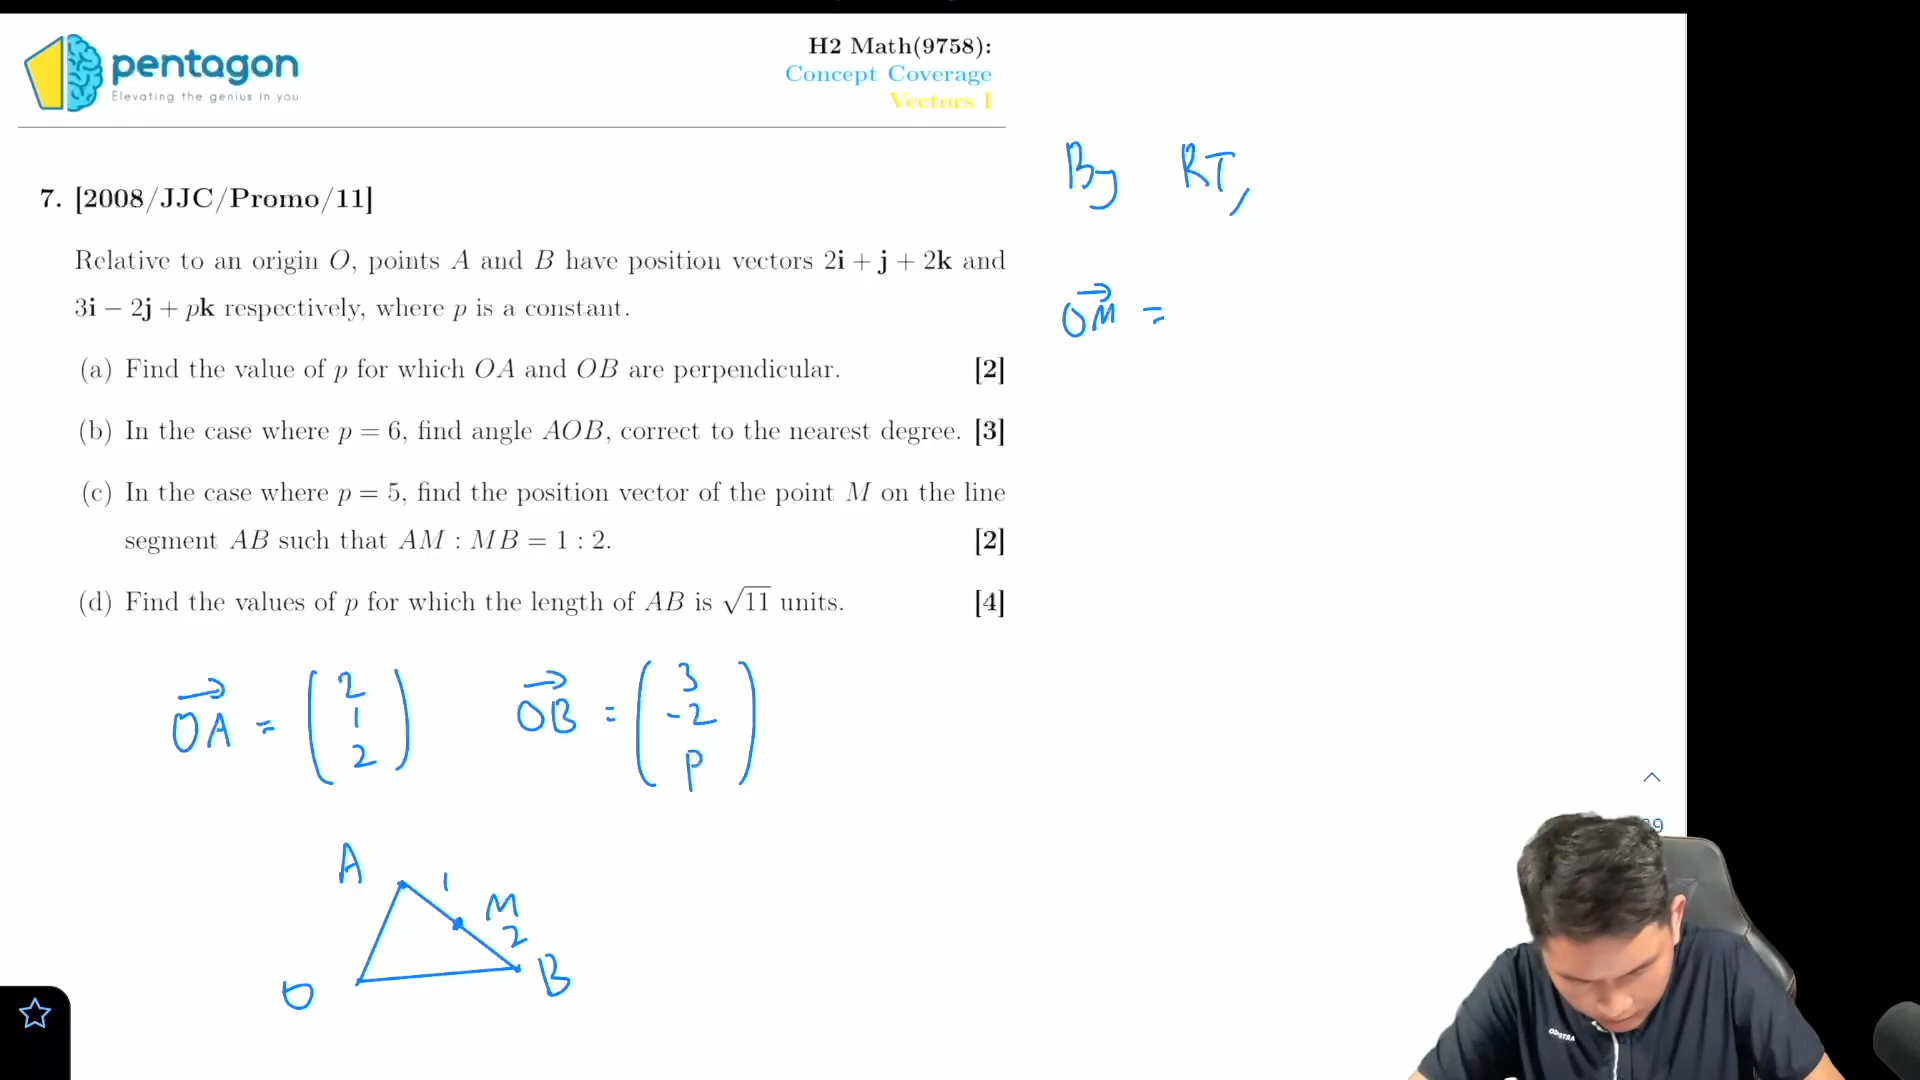 pentagon
Elevating the genius in you
H2 Math(9758):
Concept Coverage
Vectors I
7. [2008/JJC/Promo/11]
Relative to an origin O, points A and B have position vectors 2i + j + 2k and
3i − 2j + pk respectively, where p is a constant.
(a) Find the value of p for which OA and OB are perpendicular. [2]
(b) In the case where p = 6, find angle AOB, correct to the nearest degree. [3]
(c) In the case where p = 5, find the position vector of the point M on the line
segment AB such that AM : MB = 1 : 2. [2]
(d) Find the values of p for which the length of AB is √11 units. [4]
→OA = (2 1 2) →OB = (3 -2 p)
A
1
M
2
B
O
By RT,
→OM =